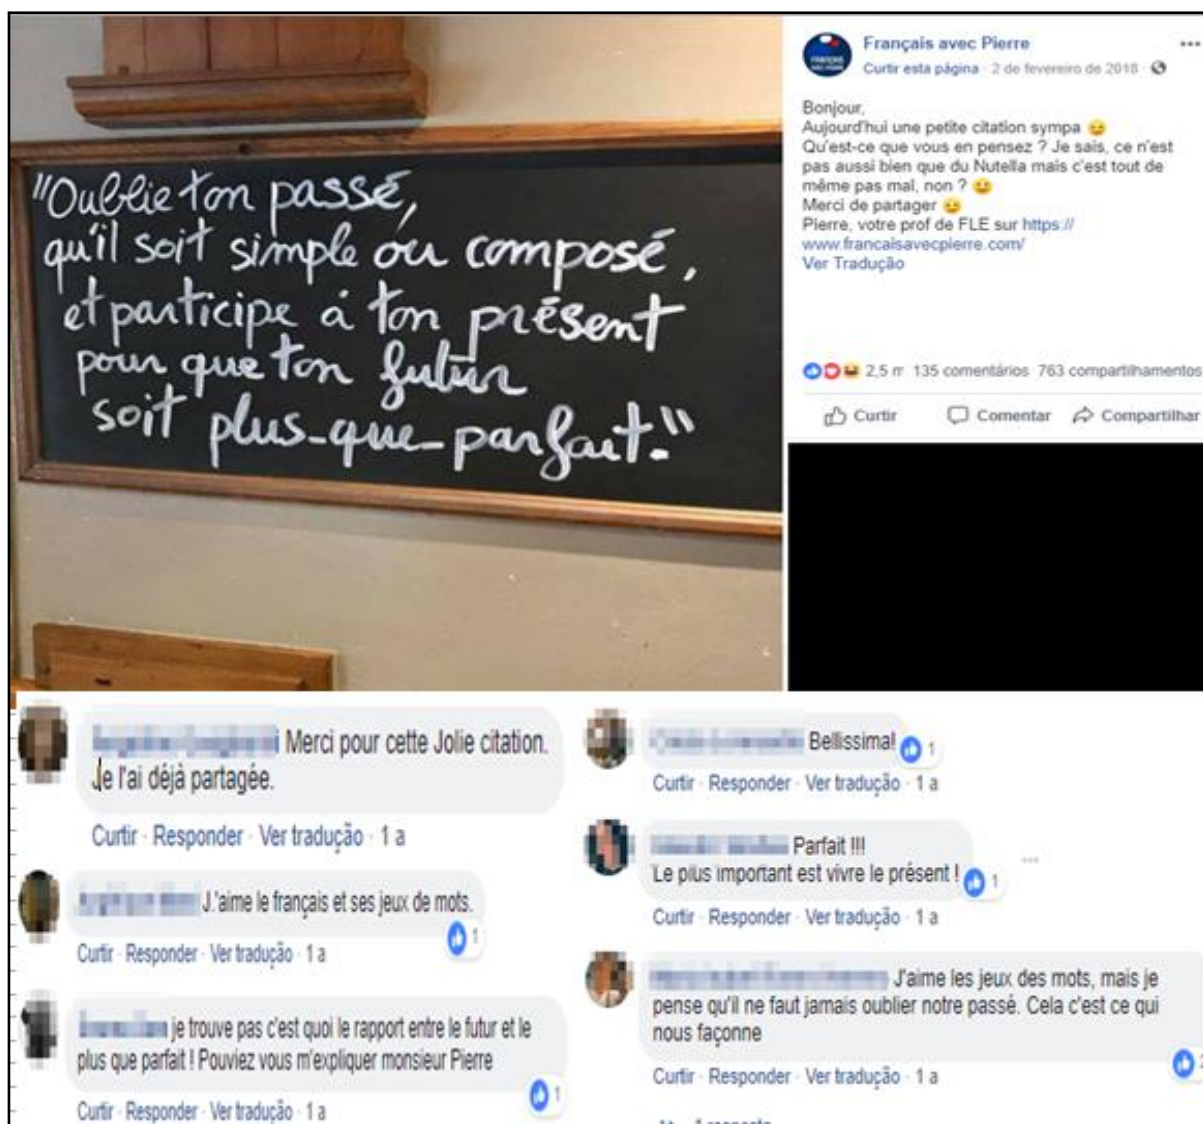 "Oublie ton passé,
qu'il soit simple ou composé,
et participe à ton présent
pour que ton futur
soit plus-que-parfait."
Français avec Pierre
Curtir esta página · 2 de fevereiro de 2018 ·
Bonjour,
Aujourd'hui une petite citation sympa 😉
Qu'est-ce que vous en pensez ? Je sais, ce n'est
pas aussi bien que du Nutella mais c'est tout de
même pas mal, non ? 😀
Merci de partager 😉
Pierre, votre prof de FLE sur https://
www.francaisavecpierre.com/
Ver Tradução
2,5 m 135 comentários 763 compartilhamentos
Curtir Comentar Compartilhar
Merci pour cette Jolie citation.
Je l'ai déjà partagée.
Curtir · Responder · Ver tradução · 1 a
J.'aime le français et ses jeux de mots.
1
Curtir · Responder · Ver tradução · 1 a
je trouve pas c'est quoi le rapport entre le futur et le
plus que parfait ! Pouviez vous m'expliquer monsieur Pierre
1
Curtir · Responder · Ver tradução · 1 a
Bellissima!
1
Curtir · Responder · Ver tradução · 1 a
Parfait !!!
Le plus important est vivre le présent !
1
Curtir · Responder · Ver tradução · 1 a
J'aime les jeux des mots, mais je
pense qu'il ne faut jamais oublier notre passé. Cela c'est ce qui
nous façonne
Curtir · Responder · Ver tradução · 1 a